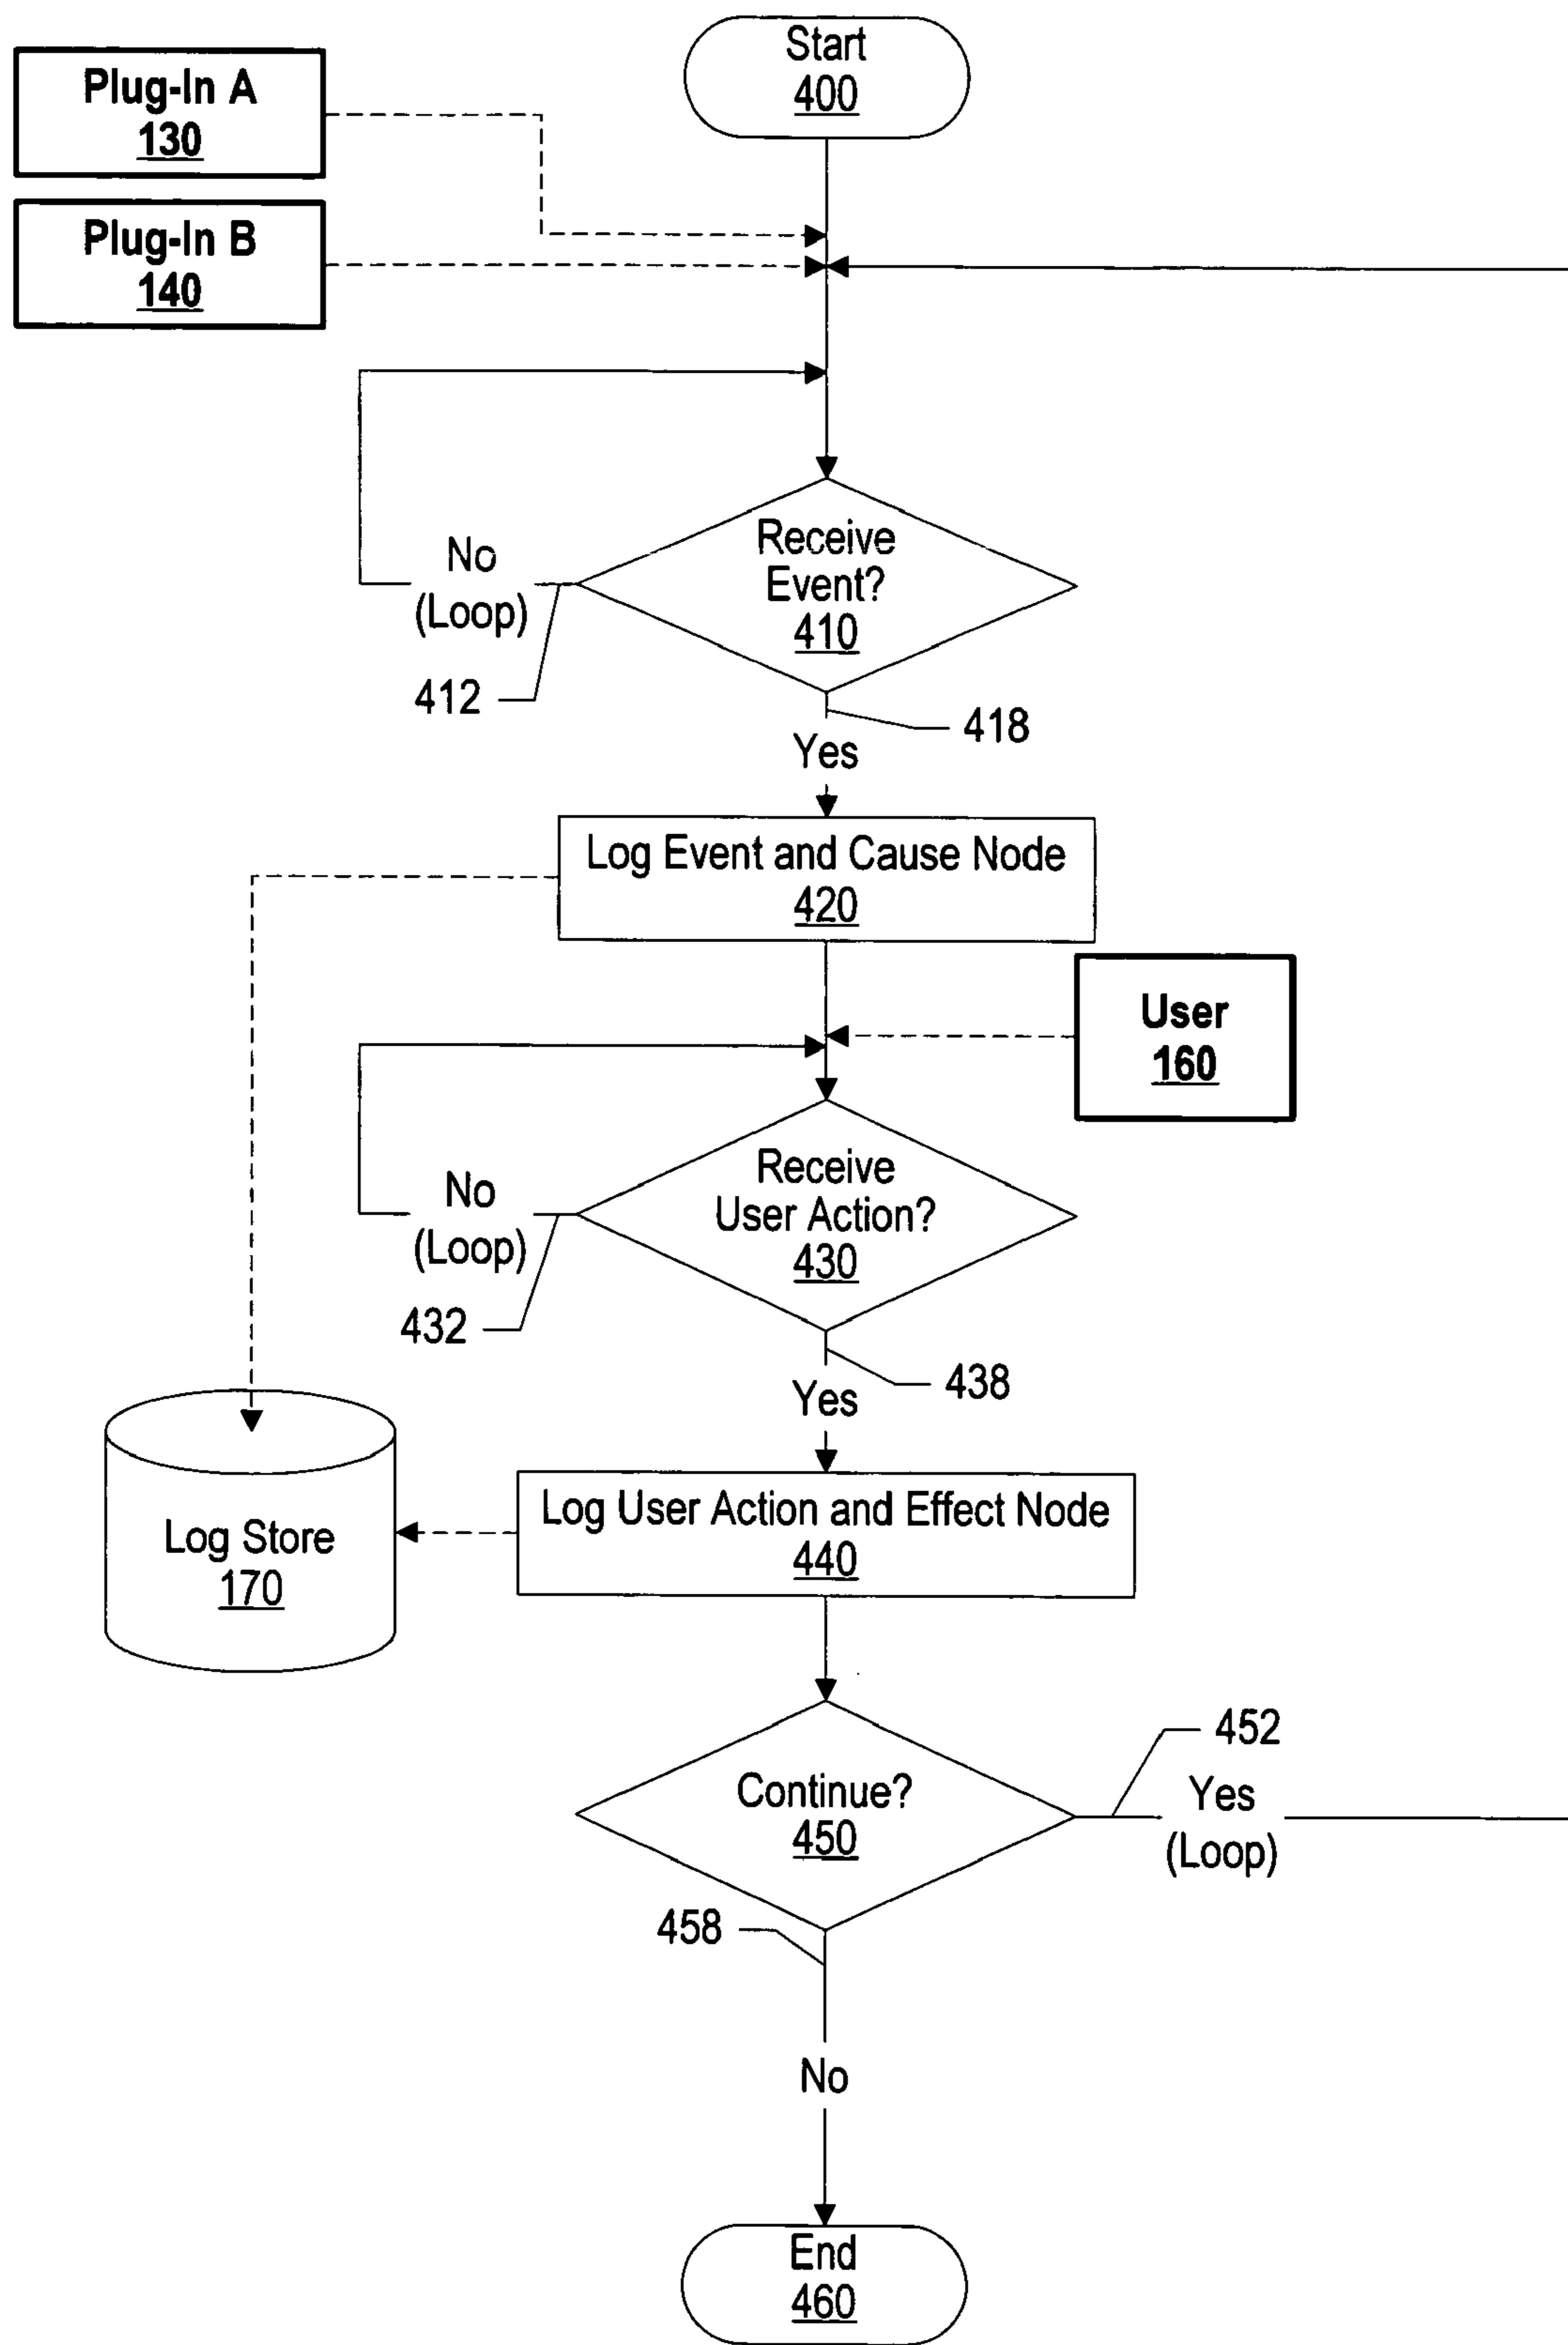 Start
400
Plug-In A
130
Plug-In B
140
Receive
Event?
410
No
(Loop)
412
418
Yes
Log Event and Cause Node
420
User
160
Receive
User Action?
430
No
(Loop)
432
438
Yes
Log User Action and Effect Node
440
Log Store
170
452
Continue?
450
Yes
(Loop)
458
No
End
460